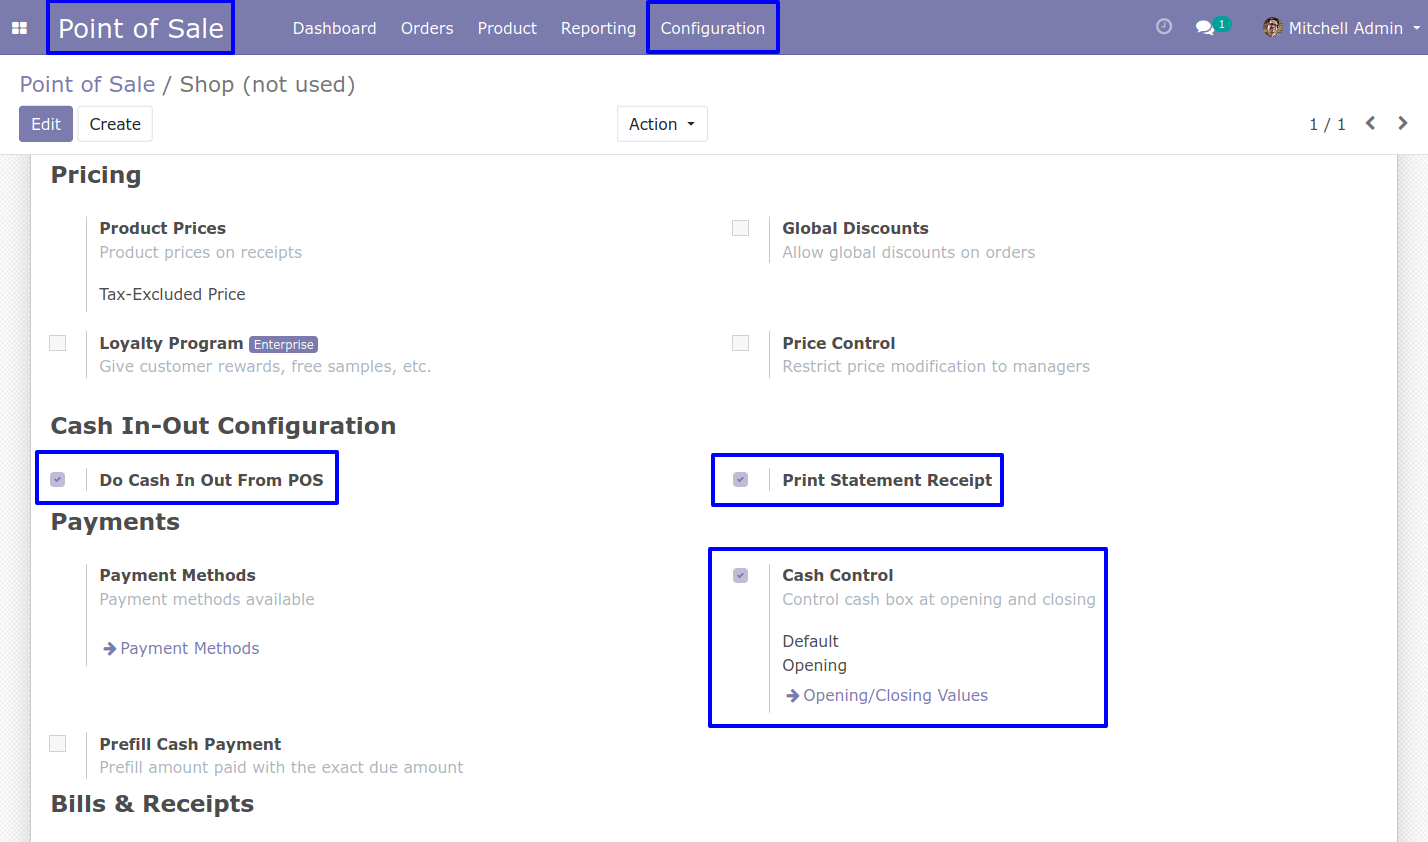 Point of Sale Dashboard Orders Product Reporting Configuration 1 Mitchell Admin
Point of Sale / Shop (not used)
Edit Create Action 1 / 1
Pricing
Product Prices
Product prices on receipts
Tax-Excluded Price
Global Discounts
Allow global discounts on orders
Loyalty Program Enterprise
Give customer rewards, free samples, etc.
Price Control
Restrict price modification to managers
Cash In-Out Configuration
Do Cash In Out From POS
Print Statement Receipt
Payments
Payment Methods
Payment methods available
Payment Methods
Cash Control
Control cash box at opening and closing
Default
Opening
Opening/Closing Values
Prefill Cash Payment
Prefill amount paid with the exact due amount
Bills & Receipts